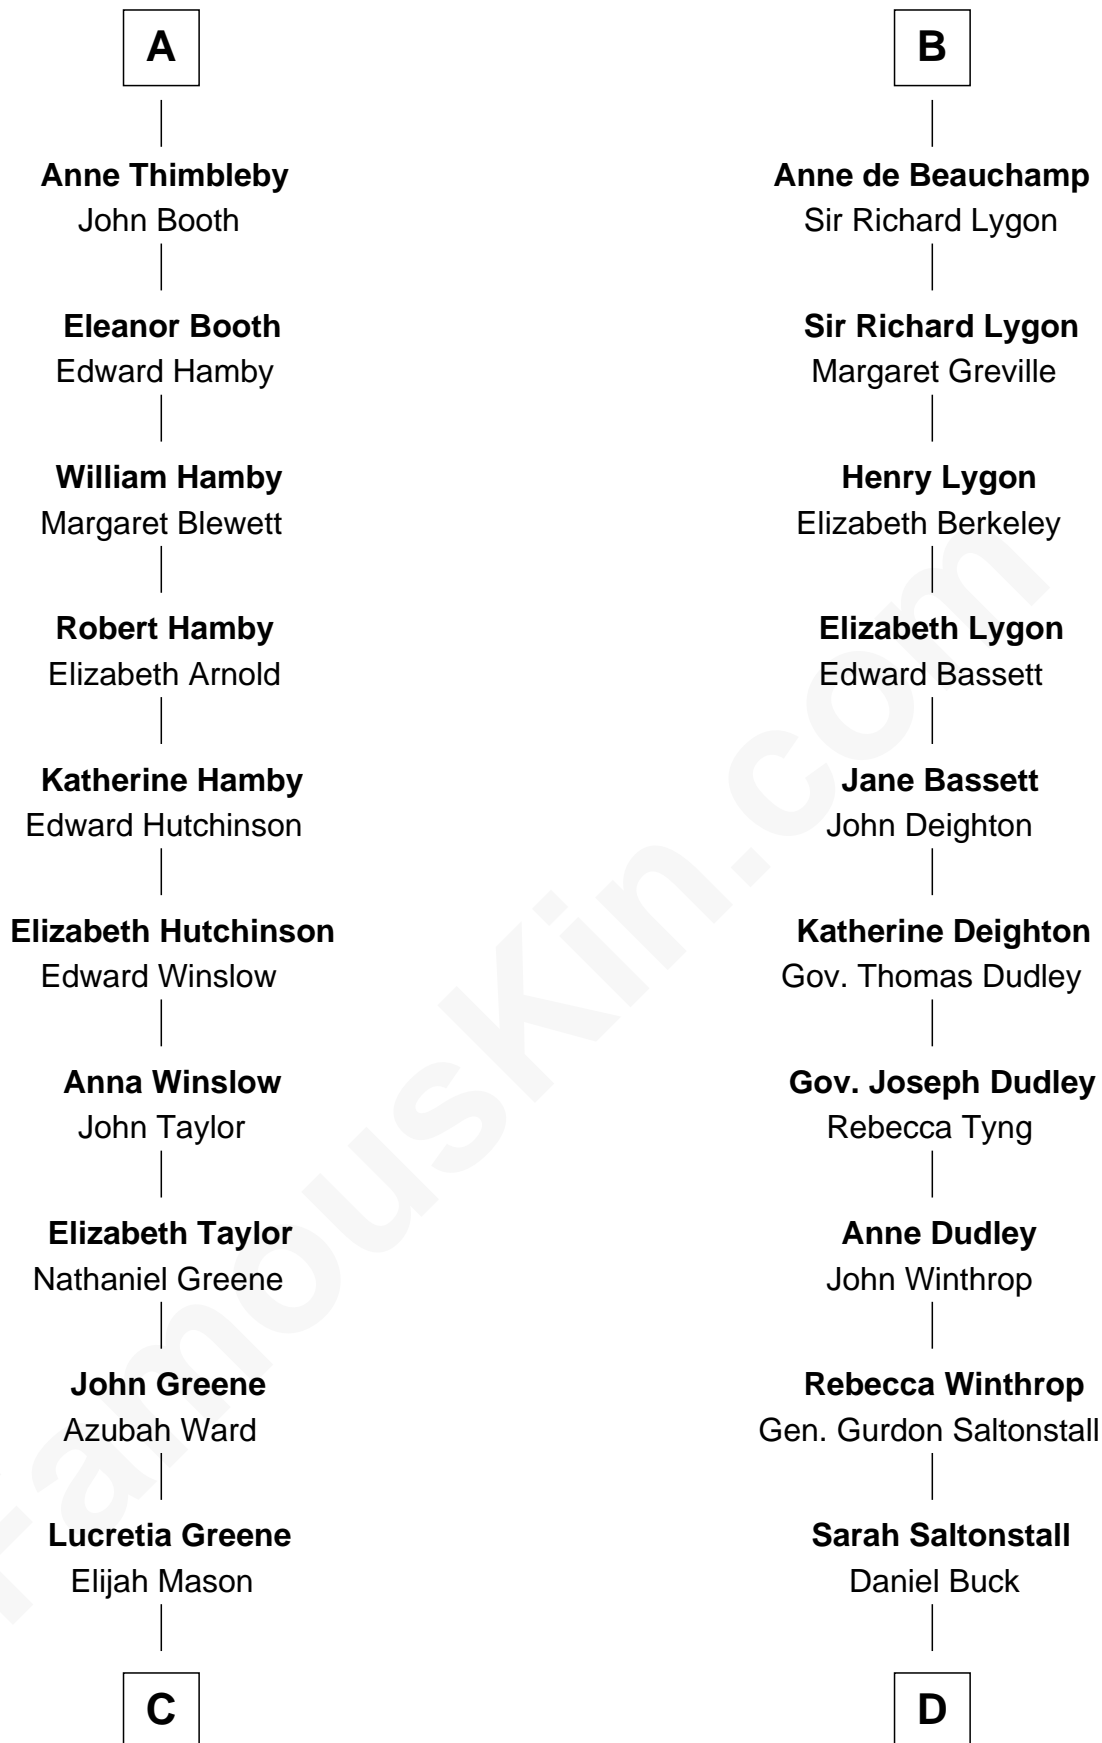 A
Anne Thimbleby
John Booth
Eleanor Booth
Edward Hamby
William Hamby
Margaret Blewett
Robert Hamby
Elizabeth Arnold
Katherine Hamby
Edward Hutchinson
Elizabeth Hutchinson
Edward Winslow
Anna Winslow
John Taylor
Elizabeth Taylor
Nathaniel Greene
John Greene
Azubah Ward
Lucretia Greene
Elijah Mason
C
B
Anne de Beauchamp
Sir Richard Lygon
Sir Richard Lygon
Margaret Greville
Henry Lygon
Elizabeth Berkeley
Elizabeth Lygon
Edward Bassett
Jane Bassett
John Deighton
Katherine Deighton
Gov. Thomas Dudley
Gov. Joseph Dudley
Rebecca Tyng
Anne Dudley
John Winthrop
Rebecca Winthrop
Gen. Gurdon Saltonstall
Sarah Saltonstall
Daniel Buck
D
FamousKin.com